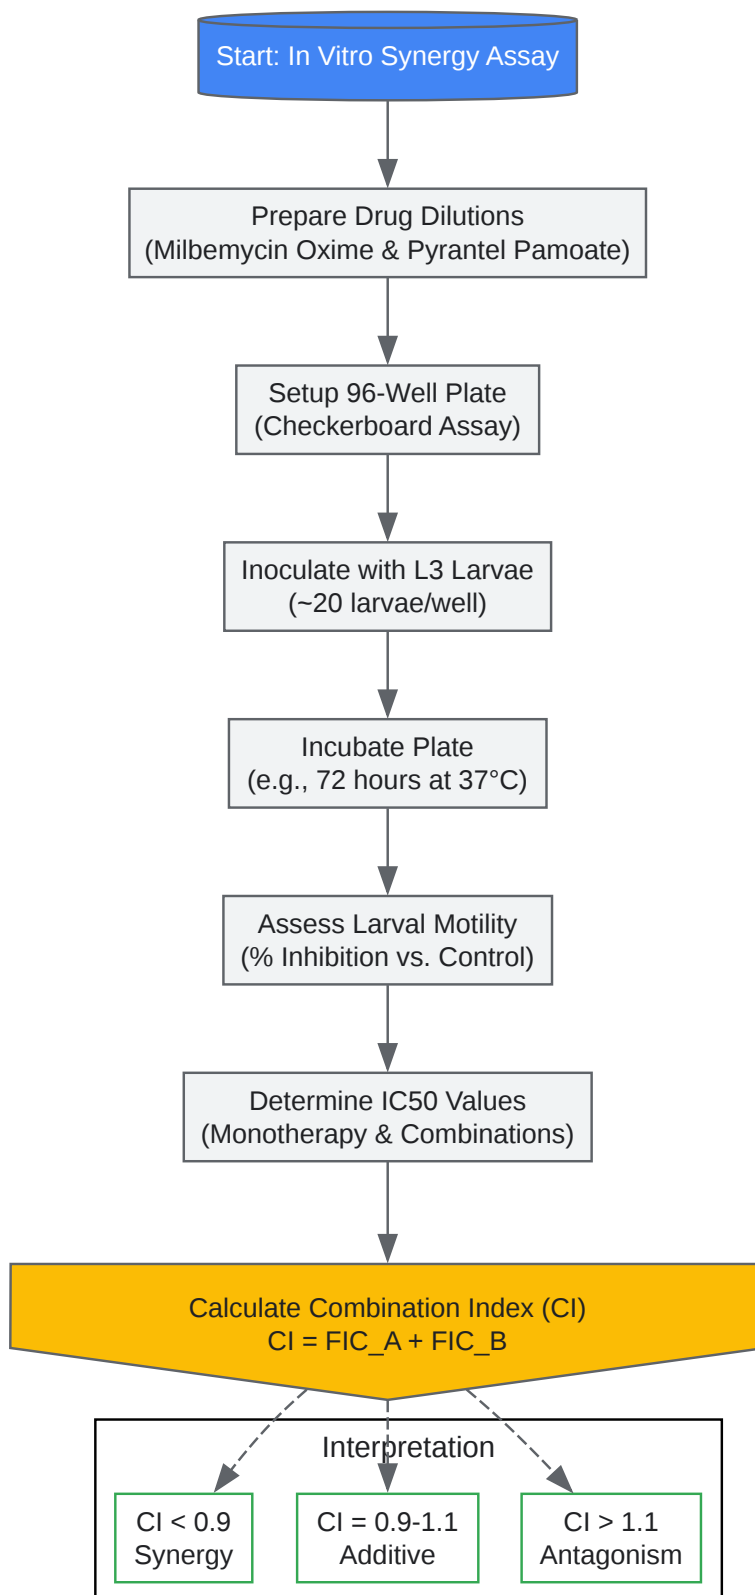 Start: In Vitro Synergy Assay
Prepare Drug Dilutions
(Milbemycin Oxime & Pyrantel Pamoate)
Setup 96-Well Plate
(Checkerboard Assay)
Inoculate with L3 Larvae
(~20 larvae/well)
Incubate Plate
(e.g., 72 hours at 37°C)
Assess Larval Motility
(% Inhibition vs. Control)
Determine IC50 Values
(Monotherapy & Combinations)
Calculate Combination Index (CI)
CI = FIC_A + FIC_B
Interpretation
CI < 0.9
Synergy
CI = 0.9-1.1
Additive
CI > 1.1
Antagonism